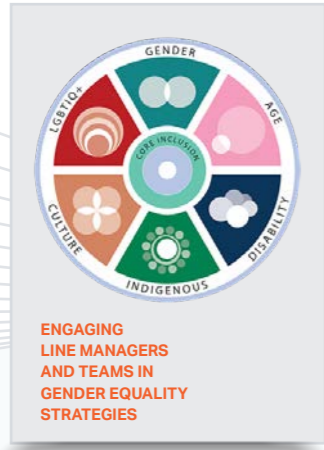 GENDER
AGE
DISABILITY
INDIGENOUS
CULTURE
LGBTIQ+
CORE INCLUSION
ENGAGING
LINE MANAGERS
AND TEAMS IN
GENDER EQUALITY
STRATEGIES